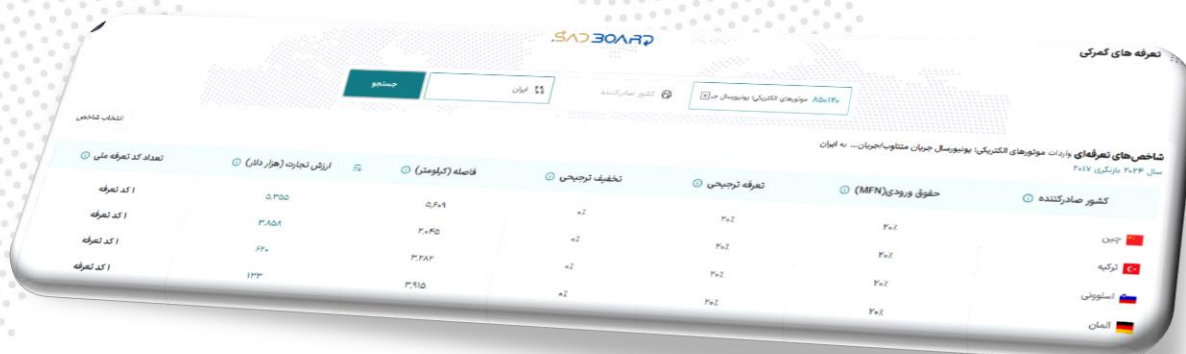 تعرفه های گمرکی
SADBOARD
۸۵۰۱۲۰ موتورهای الکتریکی؛ یونیورسال جر
کشور صادرکننده
ایران
جستجو
انتخاب شاخص
شاخص‌های تعرفه‌ای واردات موتورهای الکتریکی؛ یونیورسال جریان متناوب/جریان... به ایران
سال ۲۰۲۴ بازنگری ۲۰۱۷
کشور صادرکننده حقوق ورودی(MFN) تعرفه ترجیحی تخفیف ترجیحی فاصله (کیلومتر) ارزش تجارت (هزار دلار) تعداد کد تعرفه ملی
چین ۲۰٪ ۲۰٪ ۰٪ ۵,۶۰۹ ۵,۳۵۵ ۱ کد تعرفه
ترکیه ۲۰٪ ۲۰٪ ۰٪ ۲,۰۴۵ ۳,۸۵۸ ۱ کد تعرفه
اسلوونی ۲۰٪ ۲۰٪ ۰٪ ۳,۲۸۲ ۶۲۰ ۱ کد تعرفه
آلمان ۲۰٪ ۲۰٪ ۰٪ ۳,۹۱۵ ۱۳۳ ۱ کد تعرفه